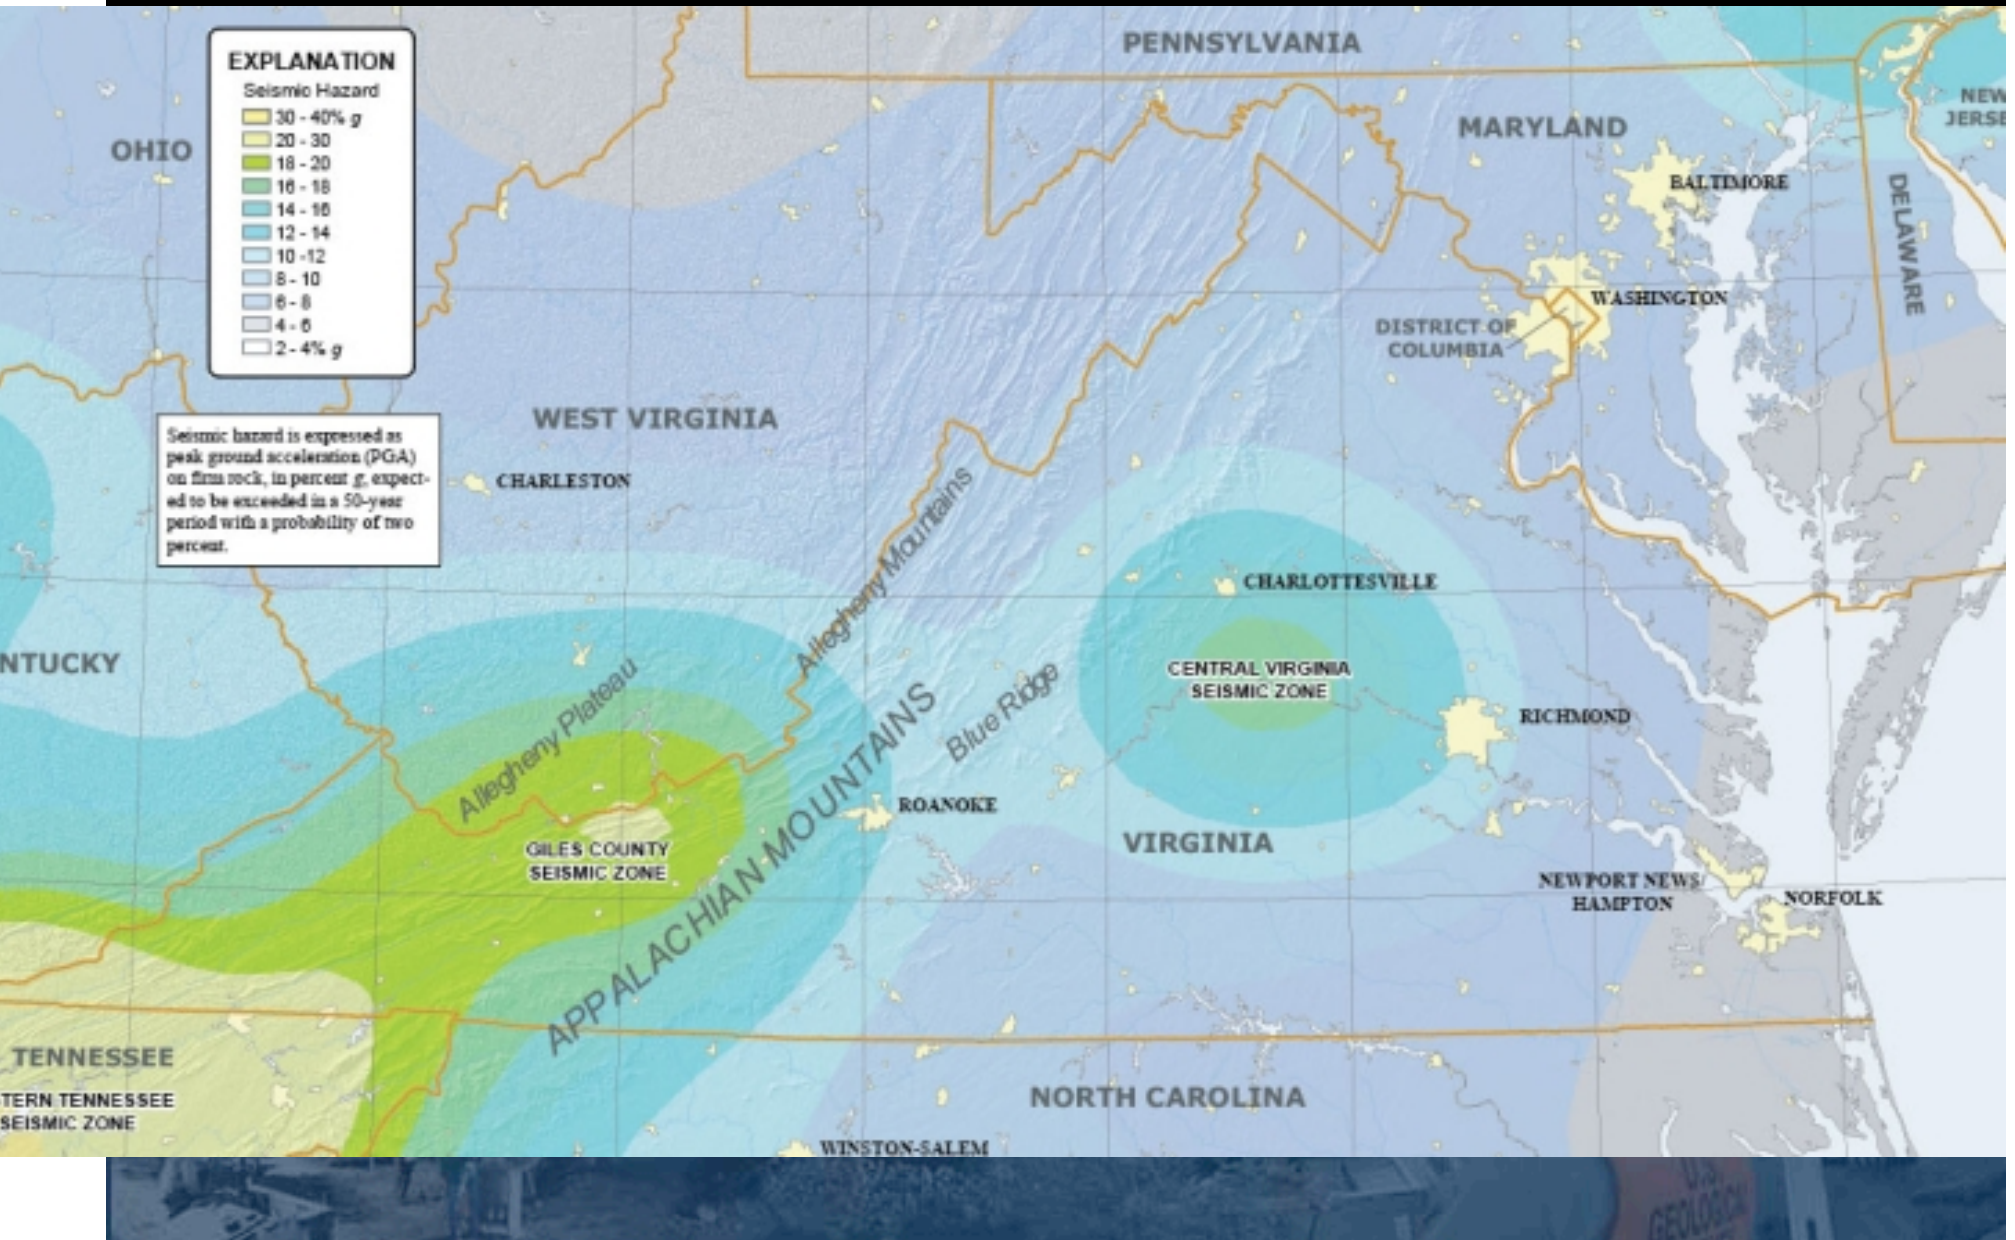 EXPLANATION
Seismic Hazard
30 - 40% g
20 - 30
18 - 20
16 - 18
14 - 16
12 - 14
10 -12
8 - 10
6 - 8
4 - 6
2 - 4% g
Seismic hazard is expressed as
peak ground acceleration (PGA)
on firm rock, in percent g, expect-
ed to be exceeded in a 50-year
period with a probability of two
percent.
PENNSYLVANIA
OHIO
MARYLAND
NEW
JERSE
BALTIMORE
DELAWARE
WASHINGTON
DISTRICT OF
COLUMBIA
WEST VIRGINIA
CHARLESTON
Allegheny Mountains
CHARLOTTESVILLE
NTUCKY
Allegheny Plateau
Blue Ridge
CENTRAL VIRGINIA
SEISMIC ZONE
RICHMOND
APPALACHIAN MOUNTAINS
ROANOKE
VIRGINIA
GILES COUNTY
SEISMIC ZONE
NEWPORT NEWS/
HAMPTON
NORFOLK
TENNESSEE
TERN TENNESSEE
SEISMIC ZONE
NORTH CAROLINA
WINSTON-SALEM
U.S
GEOLOGICA